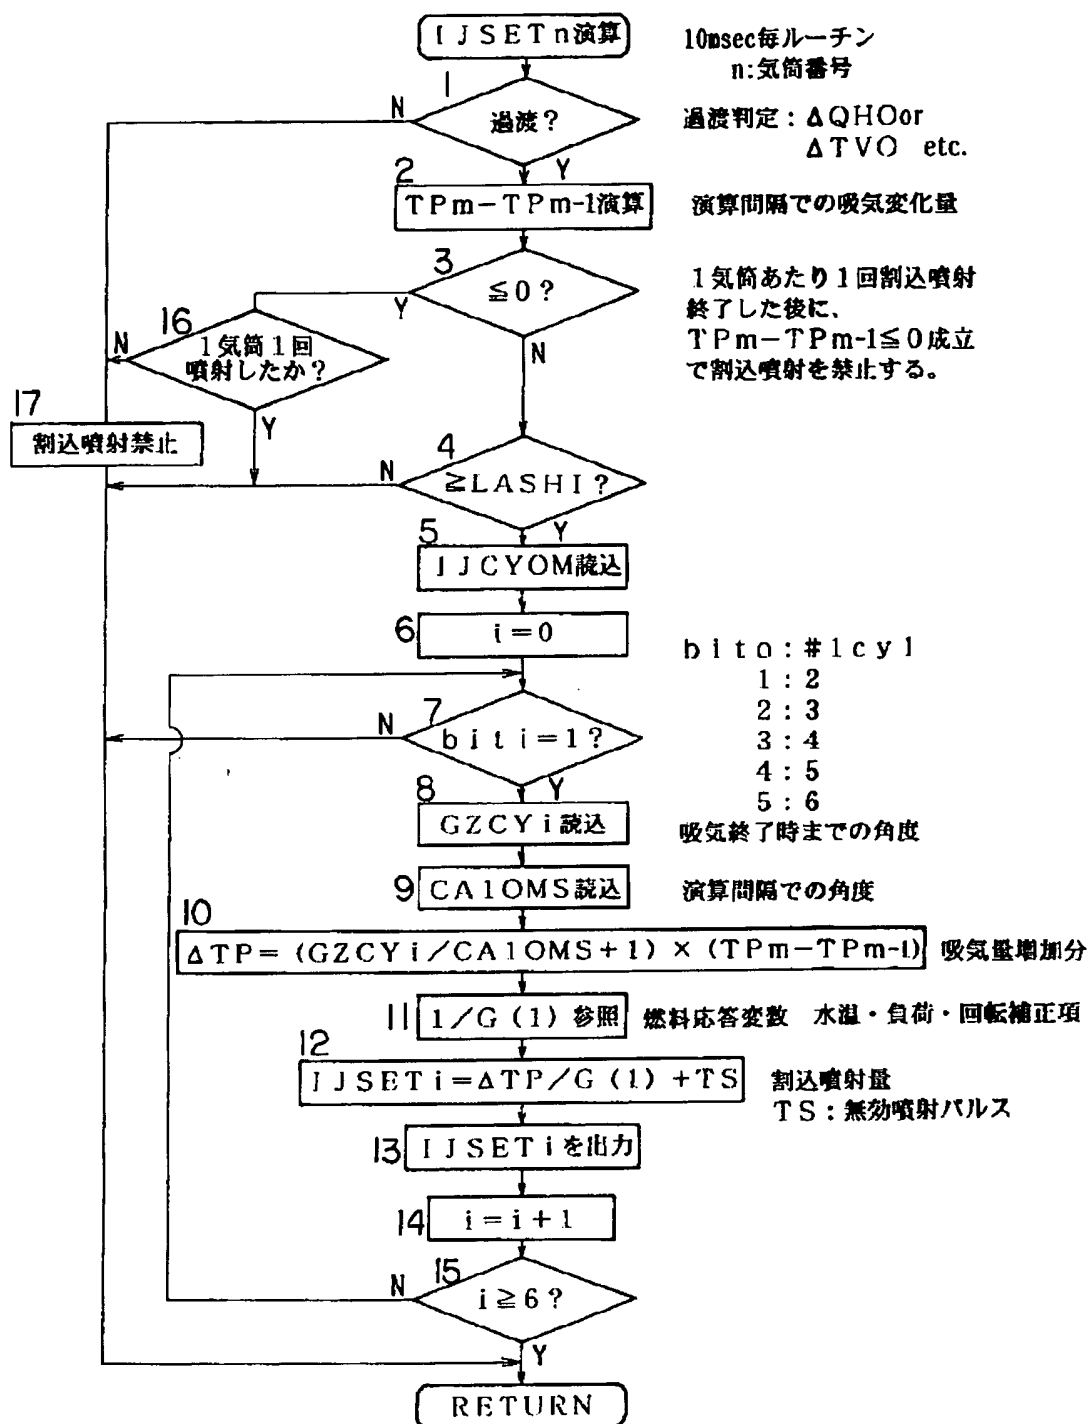 IJSETn演算
10msec毎ルーチン
n:気筒番号
1
過渡?
N
Y
過渡判定:ΔQHOor
ΔTVO etc.
2
TPm-TPm-1演算
演算間隔での吸気変化量
3
≦0?
Y
N
1気筒あたり1回割込噴射
終了した後に、
TPm-TPm-1≦0成立
で割込噴射を禁止する。
16
1気筒1回
噴射したか?
N
Y
17
割込噴射禁止
4
≧LASHI?
N
Y
5
IJCYOM読込
6
i=0
bito:#1cyl
1:2
2:3
3:4
4:5
5:6
7
biti=1?
N
Y
8
GZCYi読込
吸気終了時までの角度
9
CA1OMS読込
演算間隔での角度
10
ΔTP=(GZCYi/CA1OMS+1)×(TPm-TPm-1)
吸気量増加分
11
1/G(1)参照
燃料応答変数 水温・負荷・回転補正項
12
IJSETi=ΔTP/G(1)+TS
割込噴射量
TS:無効噴射パルス
13
IJSETiを出力
14
i=i+1
15
i≧6?
N
Y
RETURN